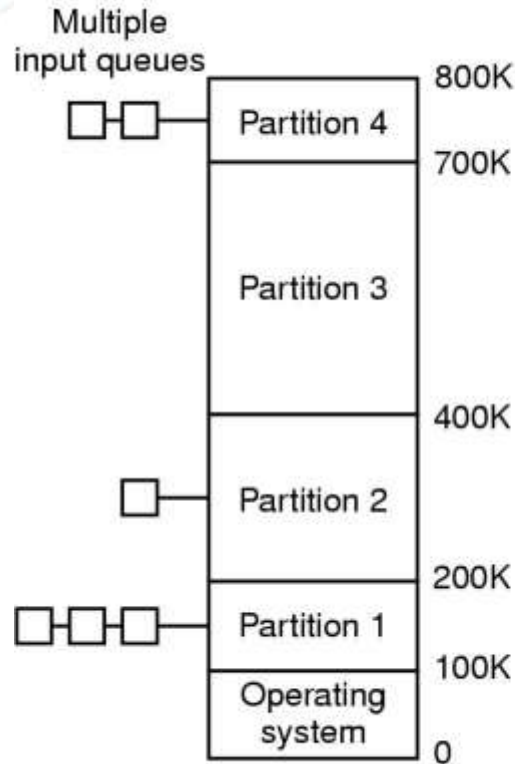 Multiple
input queues
800K
Partition 4
700K
Partition 3
400K
Partition 2
200K
Partition 1
100K
Operating
system
0